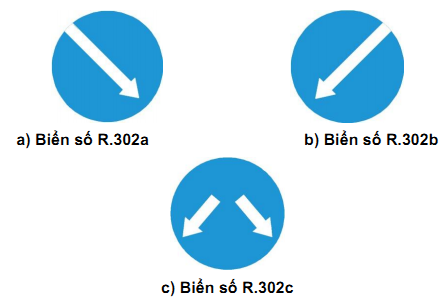 a) Biển số R.302a
b) Biển số R.302b
c) Biển số R.302c